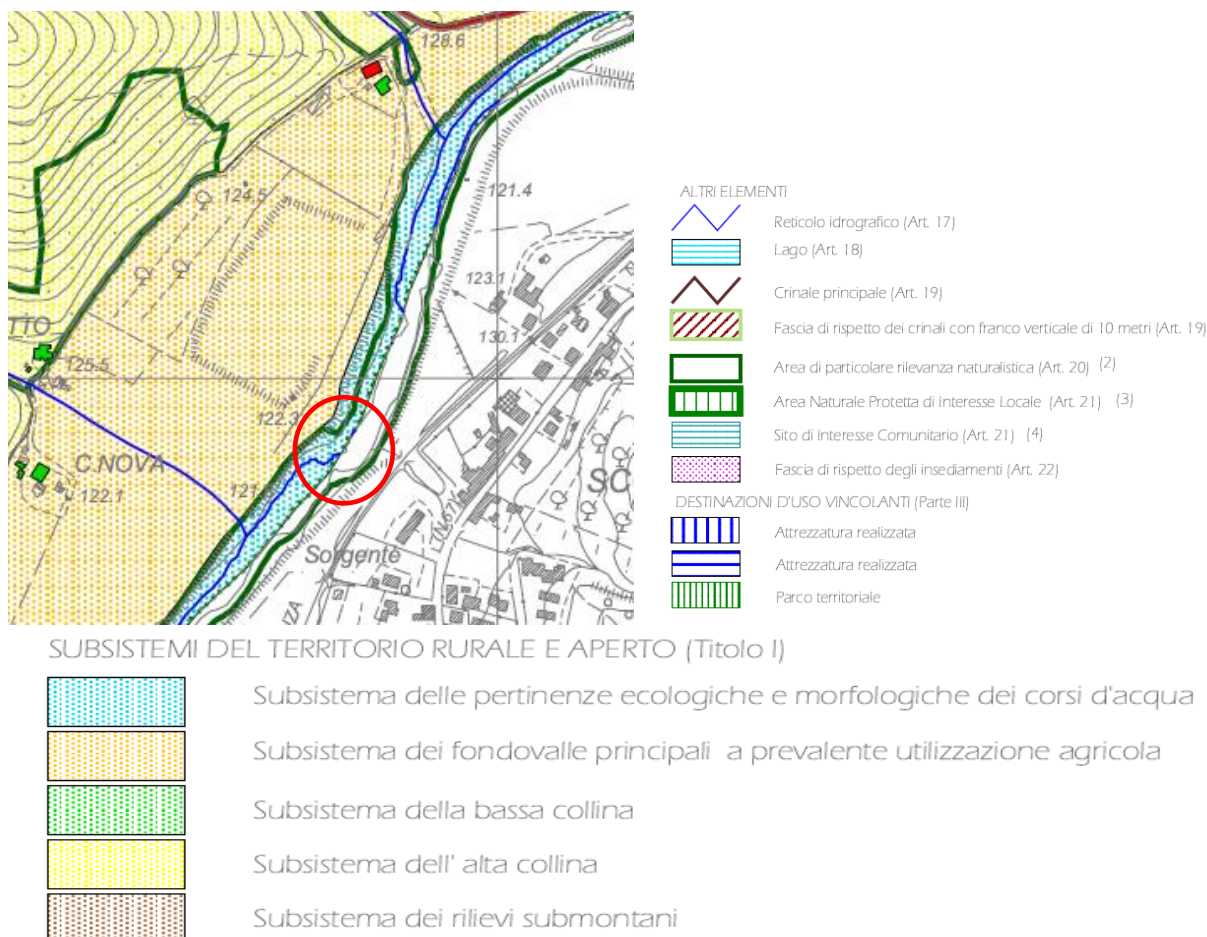 128.6
124.5
121.4
123.1
130.1
TTO
125.5
122.3
C.NOVA
122.1
121
SC
Sorgente
ZA
ALTRI ELEMENTI
Reticolo idrografico (Art. 17)
Lago (Art. 18)
Crinale principale (Art. 19)
Fascia di rispetto dei crinali con franco verticale di 10 metri (Art. 19)
Area di particolare rilevanza naturalistica (Art. 20) (2)
Area Naturale Protetta di Interesse Locale (Art. 21) (3)
Sito di Interesse Comunitario (Art. 21) (4)
Fascia di rispetto degli insediamenti (Art. 22)
DESTINAZIONI D'USO VINCOLANTI (Parte III)
Attrezzatura realizzata
Attrezzatura realizzata
Parco territoriale
SUBSISTEMI DEL TERRITORIO RURALE E APERTO (Titolo I)
Subsistema delle pertinenze ecologiche e morfologiche dei corsi d'acqua
Subsistema dei fondovalle principali a prevalente utilizzazione agricola
Subsistema della bassa collina
Subsistema dell' alta collina
Subsistema dei rilievi submontani